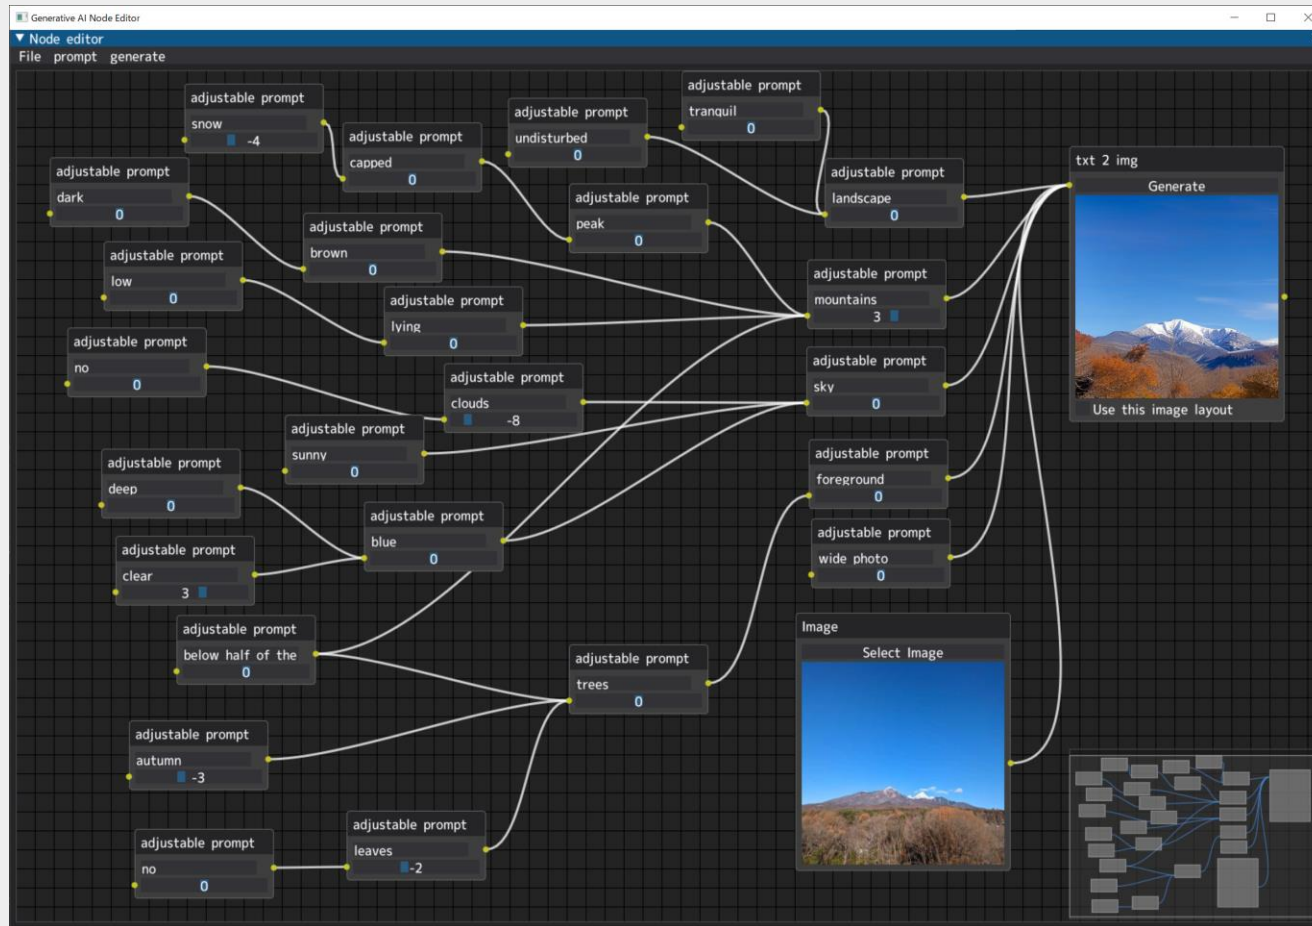 Generative AI Node Editor
Node editor
File prompt generate
adjustable prompt
snow
-4
adjustable prompt
capped
0
adjustable prompt
undisturbed
0
adjustable prompt
tranquil
0
adjustable prompt
dark
0
adjustable prompt
brown
0
adjustable prompt
peak
0
adjustable prompt
landscape
0
txt 2 img
Generate
Use this image layout
adjustable prompt
low
0
adjustable prompt
lying
0
adjustable prompt
mountains
3
adjustable prompt
no
0
adjustable prompt
clouds
-8
adjustable prompt
sky
0
adjustable prompt
sunny
0
adjustable prompt
deep
0
adjustable prompt
blue
0
adjustable prompt
foreground
0
adjustable prompt
clear
3
adjustable prompt
wide photo
0
adjustable prompt
below half of the
0
adjustable prompt
trees
0
Image
Select Image
adjustable prompt
autumn
-3
adjustable prompt
leaves
-2
adjustable prompt
no
0